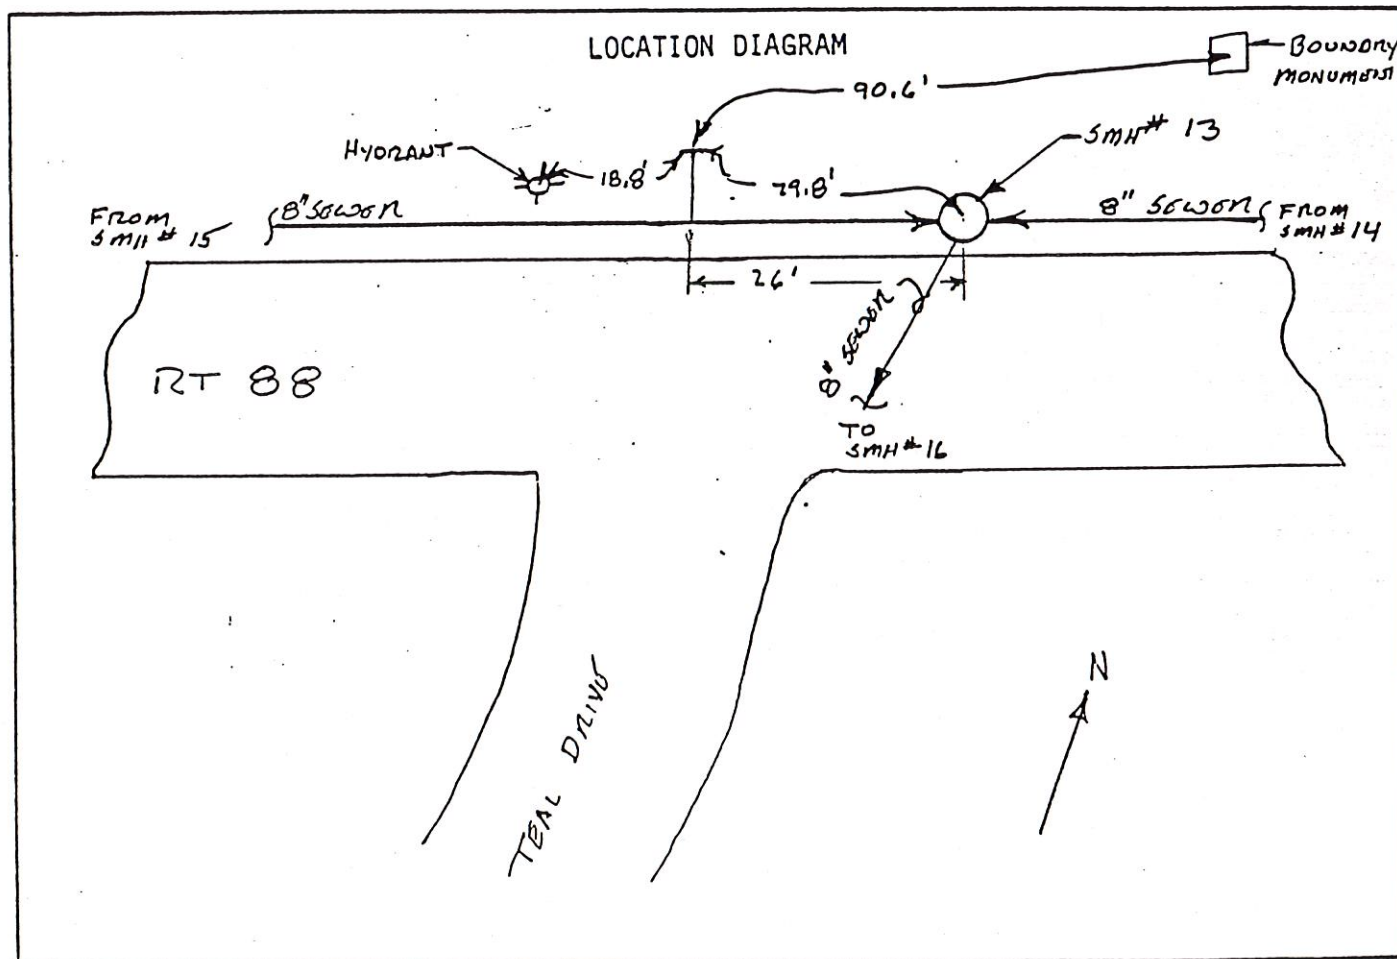 LOCATION DIAGRAM
BOUNDRY
MONUMENT
90.6'
SMH# 13
HYDRANT
18.8'
29.8'
8" SEWER
8" SEWER
FROM
SMH# 15
FROM
SMH#14
26'
8" SEWER
RT 88
TO
SMH#16
N
TEAL DRIVE